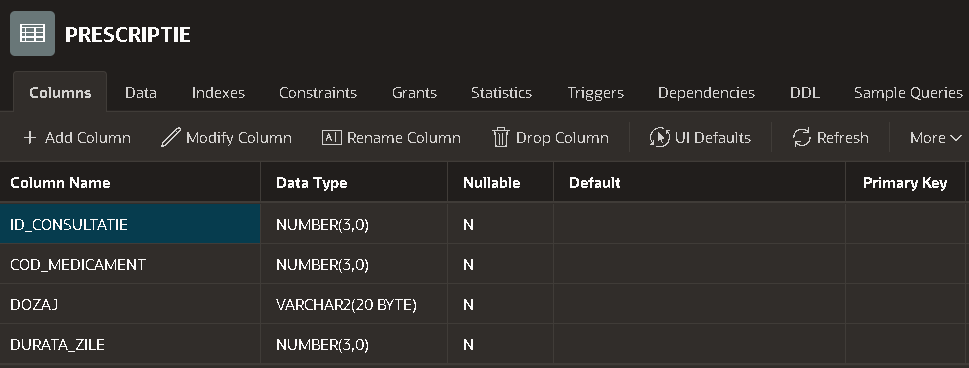 PRESCRIPTIE
Columns Data Indexes Constraints Grants Statistics Triggers Dependencies DDL Sample Queries
Add Column Modify Column Rename Column Drop Column UI Defaults Refresh More
Column Name Data Type Nullable Default Primary Key
ID_CONSULTATIE NUMBER(3,0) N
COD_MEDICAMENT NUMBER(3,0) N
DOZAJ VARCHAR2(20 BYTE) N
DURATA_ZILE NUMBER(3,0) N